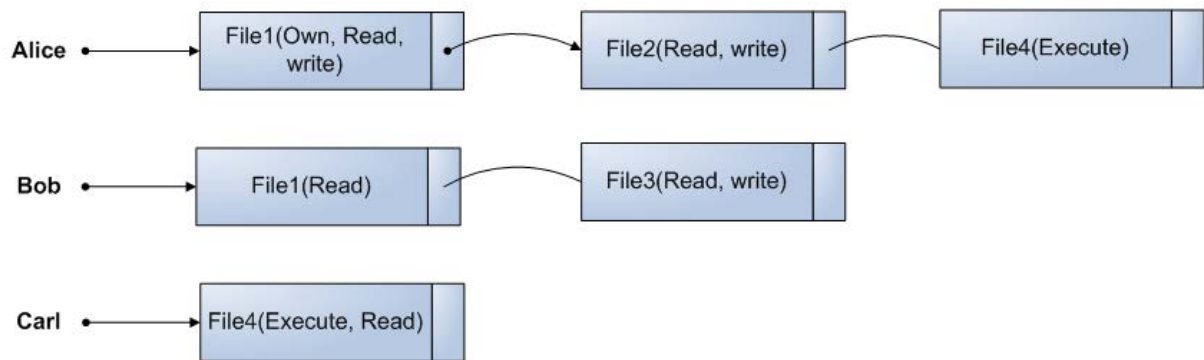 Alice
File1(Own, Read,
write)
File2(Read, write)
File4(Execute)
Bob
File1(Read)
File3(Read, write)
Carl
File4(Execute, Read)